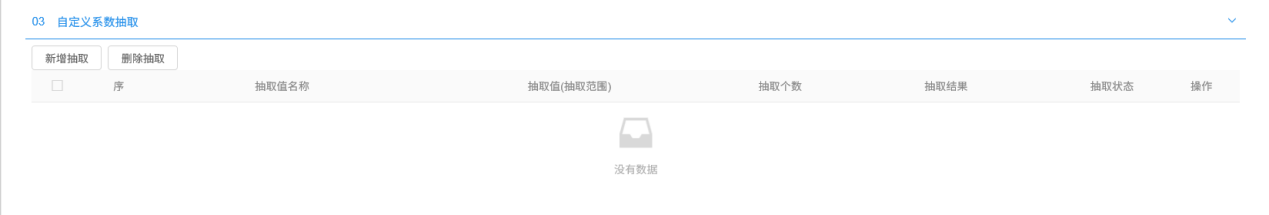 03 自定义系数抽取
新增抽取 删除抽取
序 抽取值名称 抽取值(抽取范围) 抽取个数 抽取结果 抽取状态 操作
没有数据